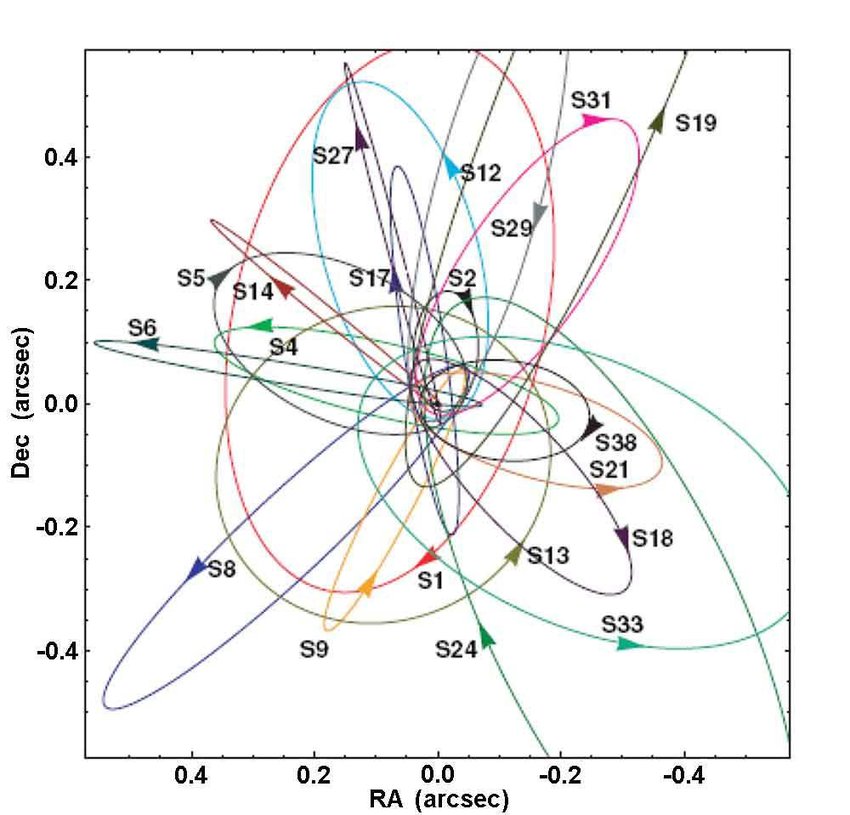 S31
S19
0.4
S27
S12
S29
0.2
S5
S14
S17
S2
S6
S4
0.0
S38
S21
Dec (arcsec)
-0.2
S18
S13
S8
S1
S33
S9
S24
-0.4
0.4 0.2 0.0 -0.2 -0.4
RA (arcsec)